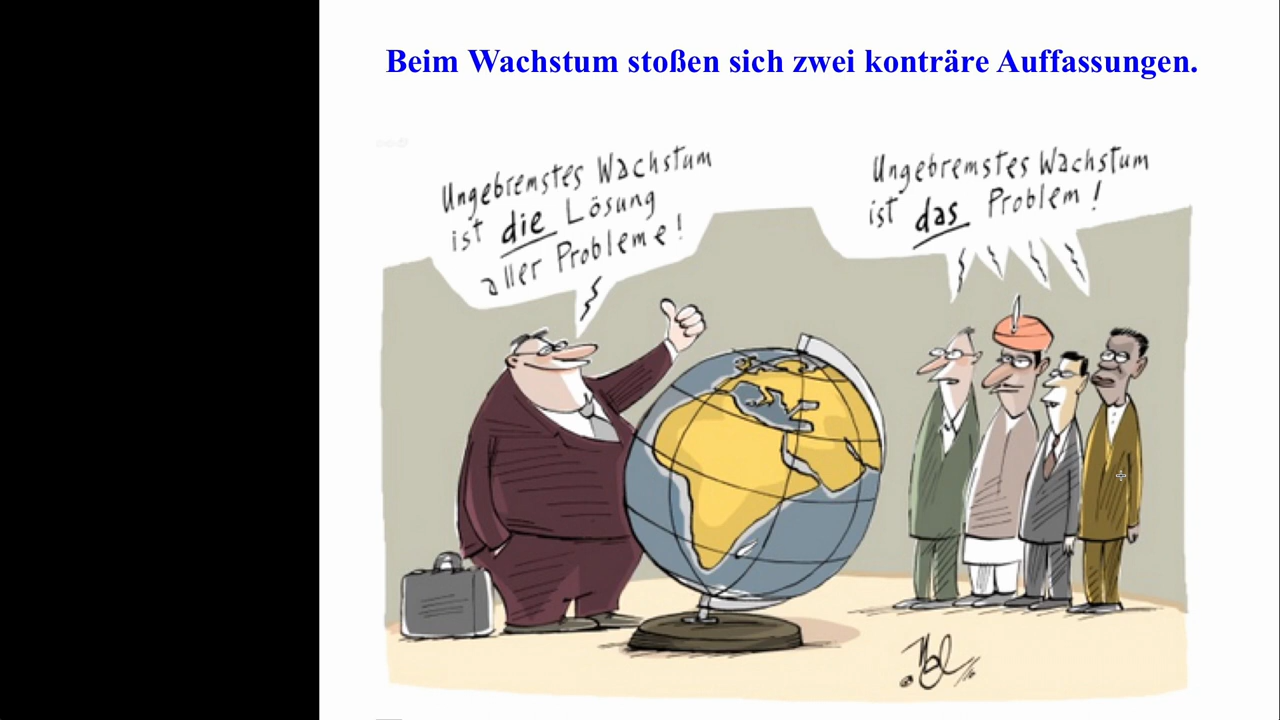 Beim Wachstum stoßen sich zwei konträre Auffassungen.
Ungebremstes Wachstum
ist die Lösung
aller Probleme!
Ungebremstes Wachstum
ist das Problem!